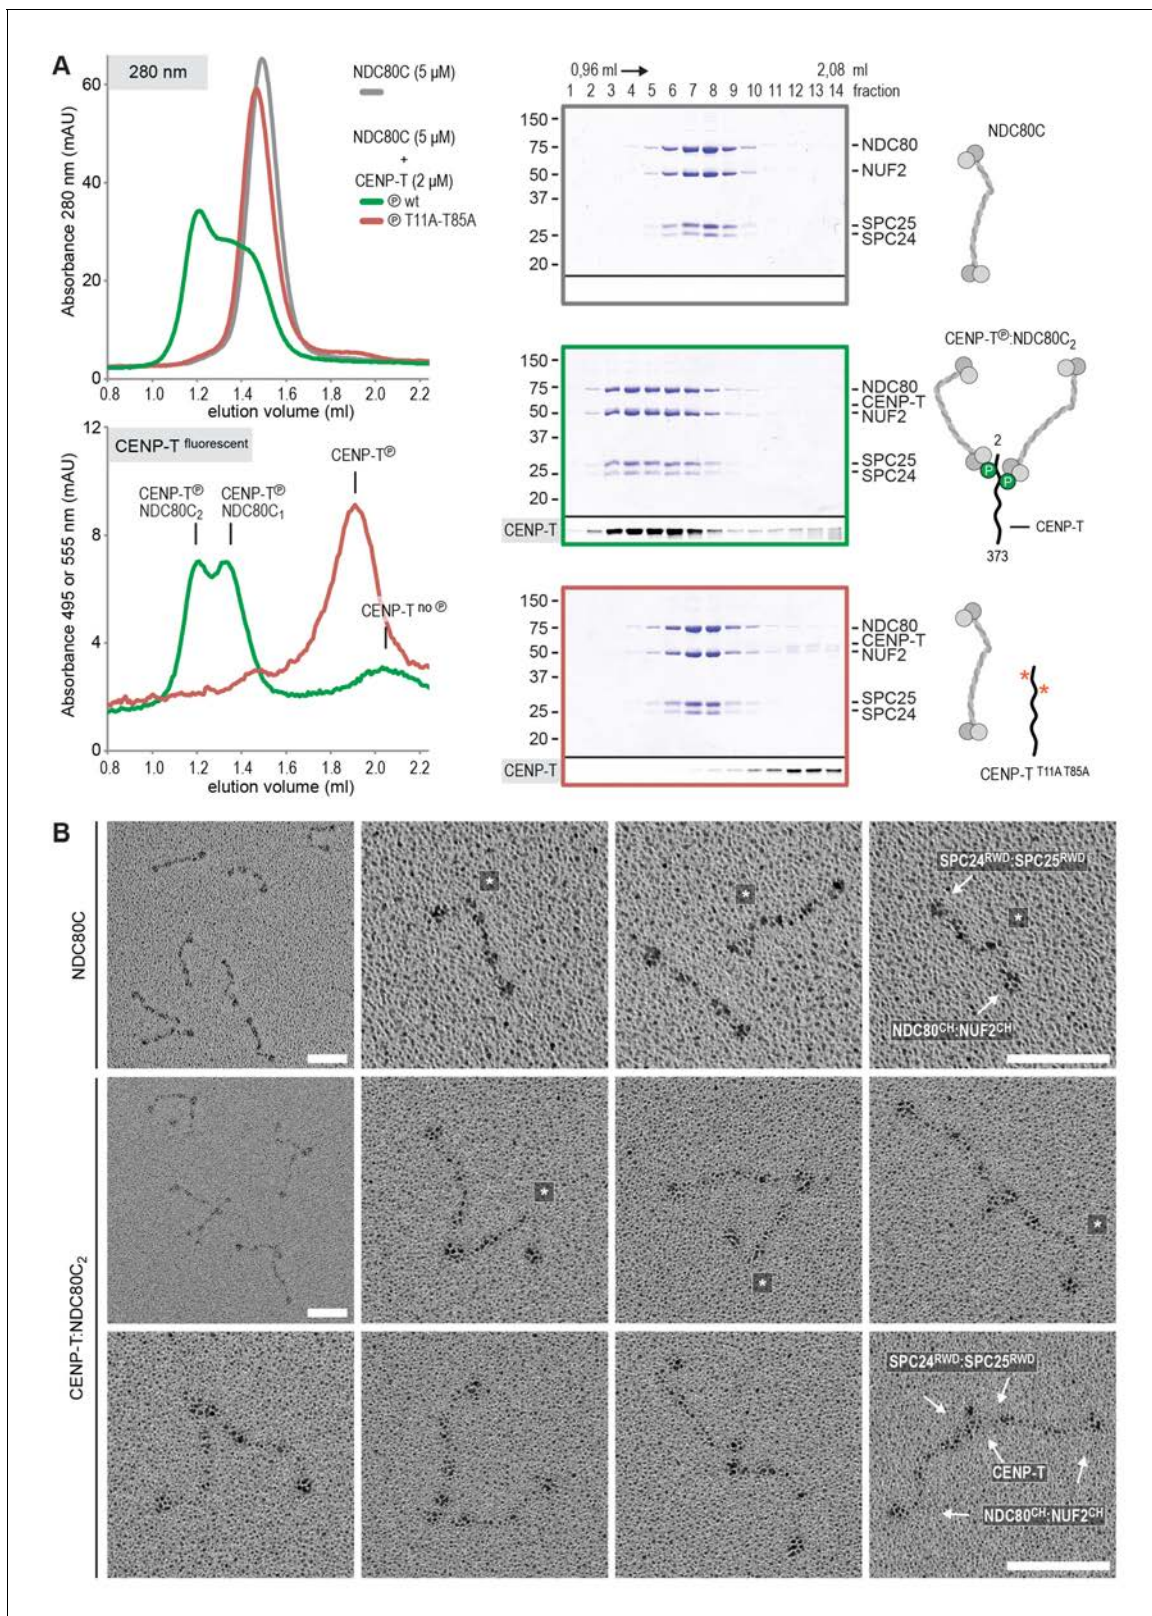 A
280 nm
NDC80C (5 µM)
NDC80C (5 µM)
+
CENP-T (2 µM)
Ⓟ wt
Ⓟ T11A-T85A
Absorbance 280 nm (mAU)
60
40
20
0
0.8 1.0 1.2 1.4 1.6 1.8 2.0 2.2
elution volume (ml)
CENP-T fluorescent
CENP-TⓅ
NDC80C2
CENP-TⓅ
NDC80C1
CENP-TⓅ
CENP-T no Ⓟ
Absorbance 495 or 555 nm (mAU)
12
8
4
0
0.8 1.0 1.2 1.4 1.6 1.8 2.0 2.2
elution volume (ml)
0,96 ml 2,08 ml
1 2 3 4 5 6 7 8 9 10 11 12 13 14 fraction
150
75
50
37
25
20
NDC80
NUF2
SPC25
SPC24
NDC80C
150
75
50
37
25
20
CENP-T
NDC80
CENP-T
NUF2
SPC25
SPC24
CENP-TⓅ:NDC80C2
2
P P
CENP-T
373
150
75
50
37
25
20
CENP-T
NDC80
CENP-T
NUF2
SPC25
SPC24
* *
CENP-T T11A T85A
B
NDC80C
*
*
SPC24RWD:SPC25RWD
*
NDC80CH:NUF2CH
CENP-T:NDC80C2
*
*
*
SPC24RWD:SPC25RWD
CENP-T
NDC80CH:NUF2CH